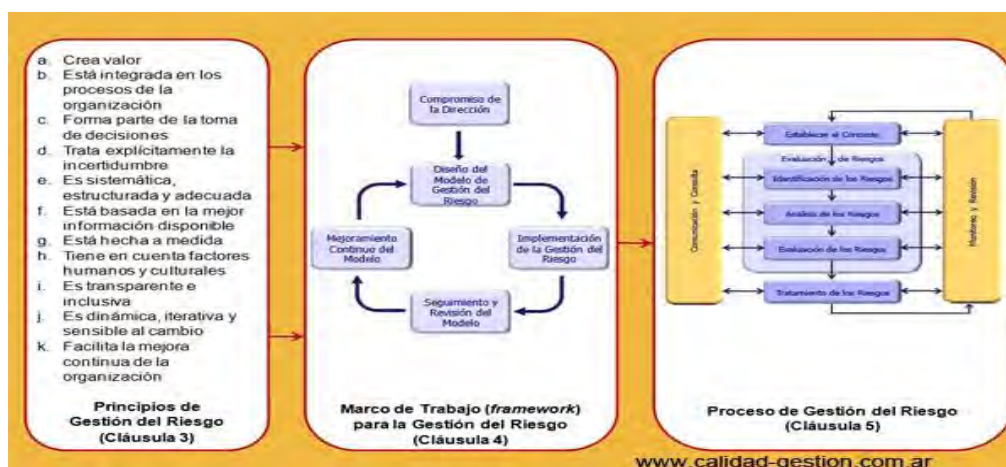 a. Crea valor
b. Está integrada en los
procesos de la
organización
c. Forma parte de la toma
de decisiones
d. Trata explícitamente la
incertidumbre
e. Es sistemática,
estructurada y adecuada
f. Está basada en la mejor
información disponible
g. Está hecha a medida
h. Tiene en cuenta factores
humanos y culturales
i. Es transparente e
inclusiva
j. Es dinámica, iterativa y
sensible al cambio
k. Facilita la mejora
continua de la
organización
Principios de
Gestión del Riesgo
(Cláusula 3)
Compromiso de
la Dirección
Diseño del
Modelo de
Gestión del
Riesgo
Mejoramiento
Continuo del
Modelo
Implementación
de la Gestión del
Riesgo
Seguimiento y
Revisión del
Modelo
Marco de Trabajo (framework)
para la Gestión del Riesgo
(Cláusula 4)
Comunicación y Consulta
Establecer el Contexto
Evaluación de Riesgos
Identificación de los Riesgos
Análisis de los Riesgos
Evaluación de los Riesgos
Tratamiento de los Riesgos
Monitoreo y Revisión
Proceso de Gestión del Riesgo
(Cláusula 5)
www.calidad-gestion.com.ar